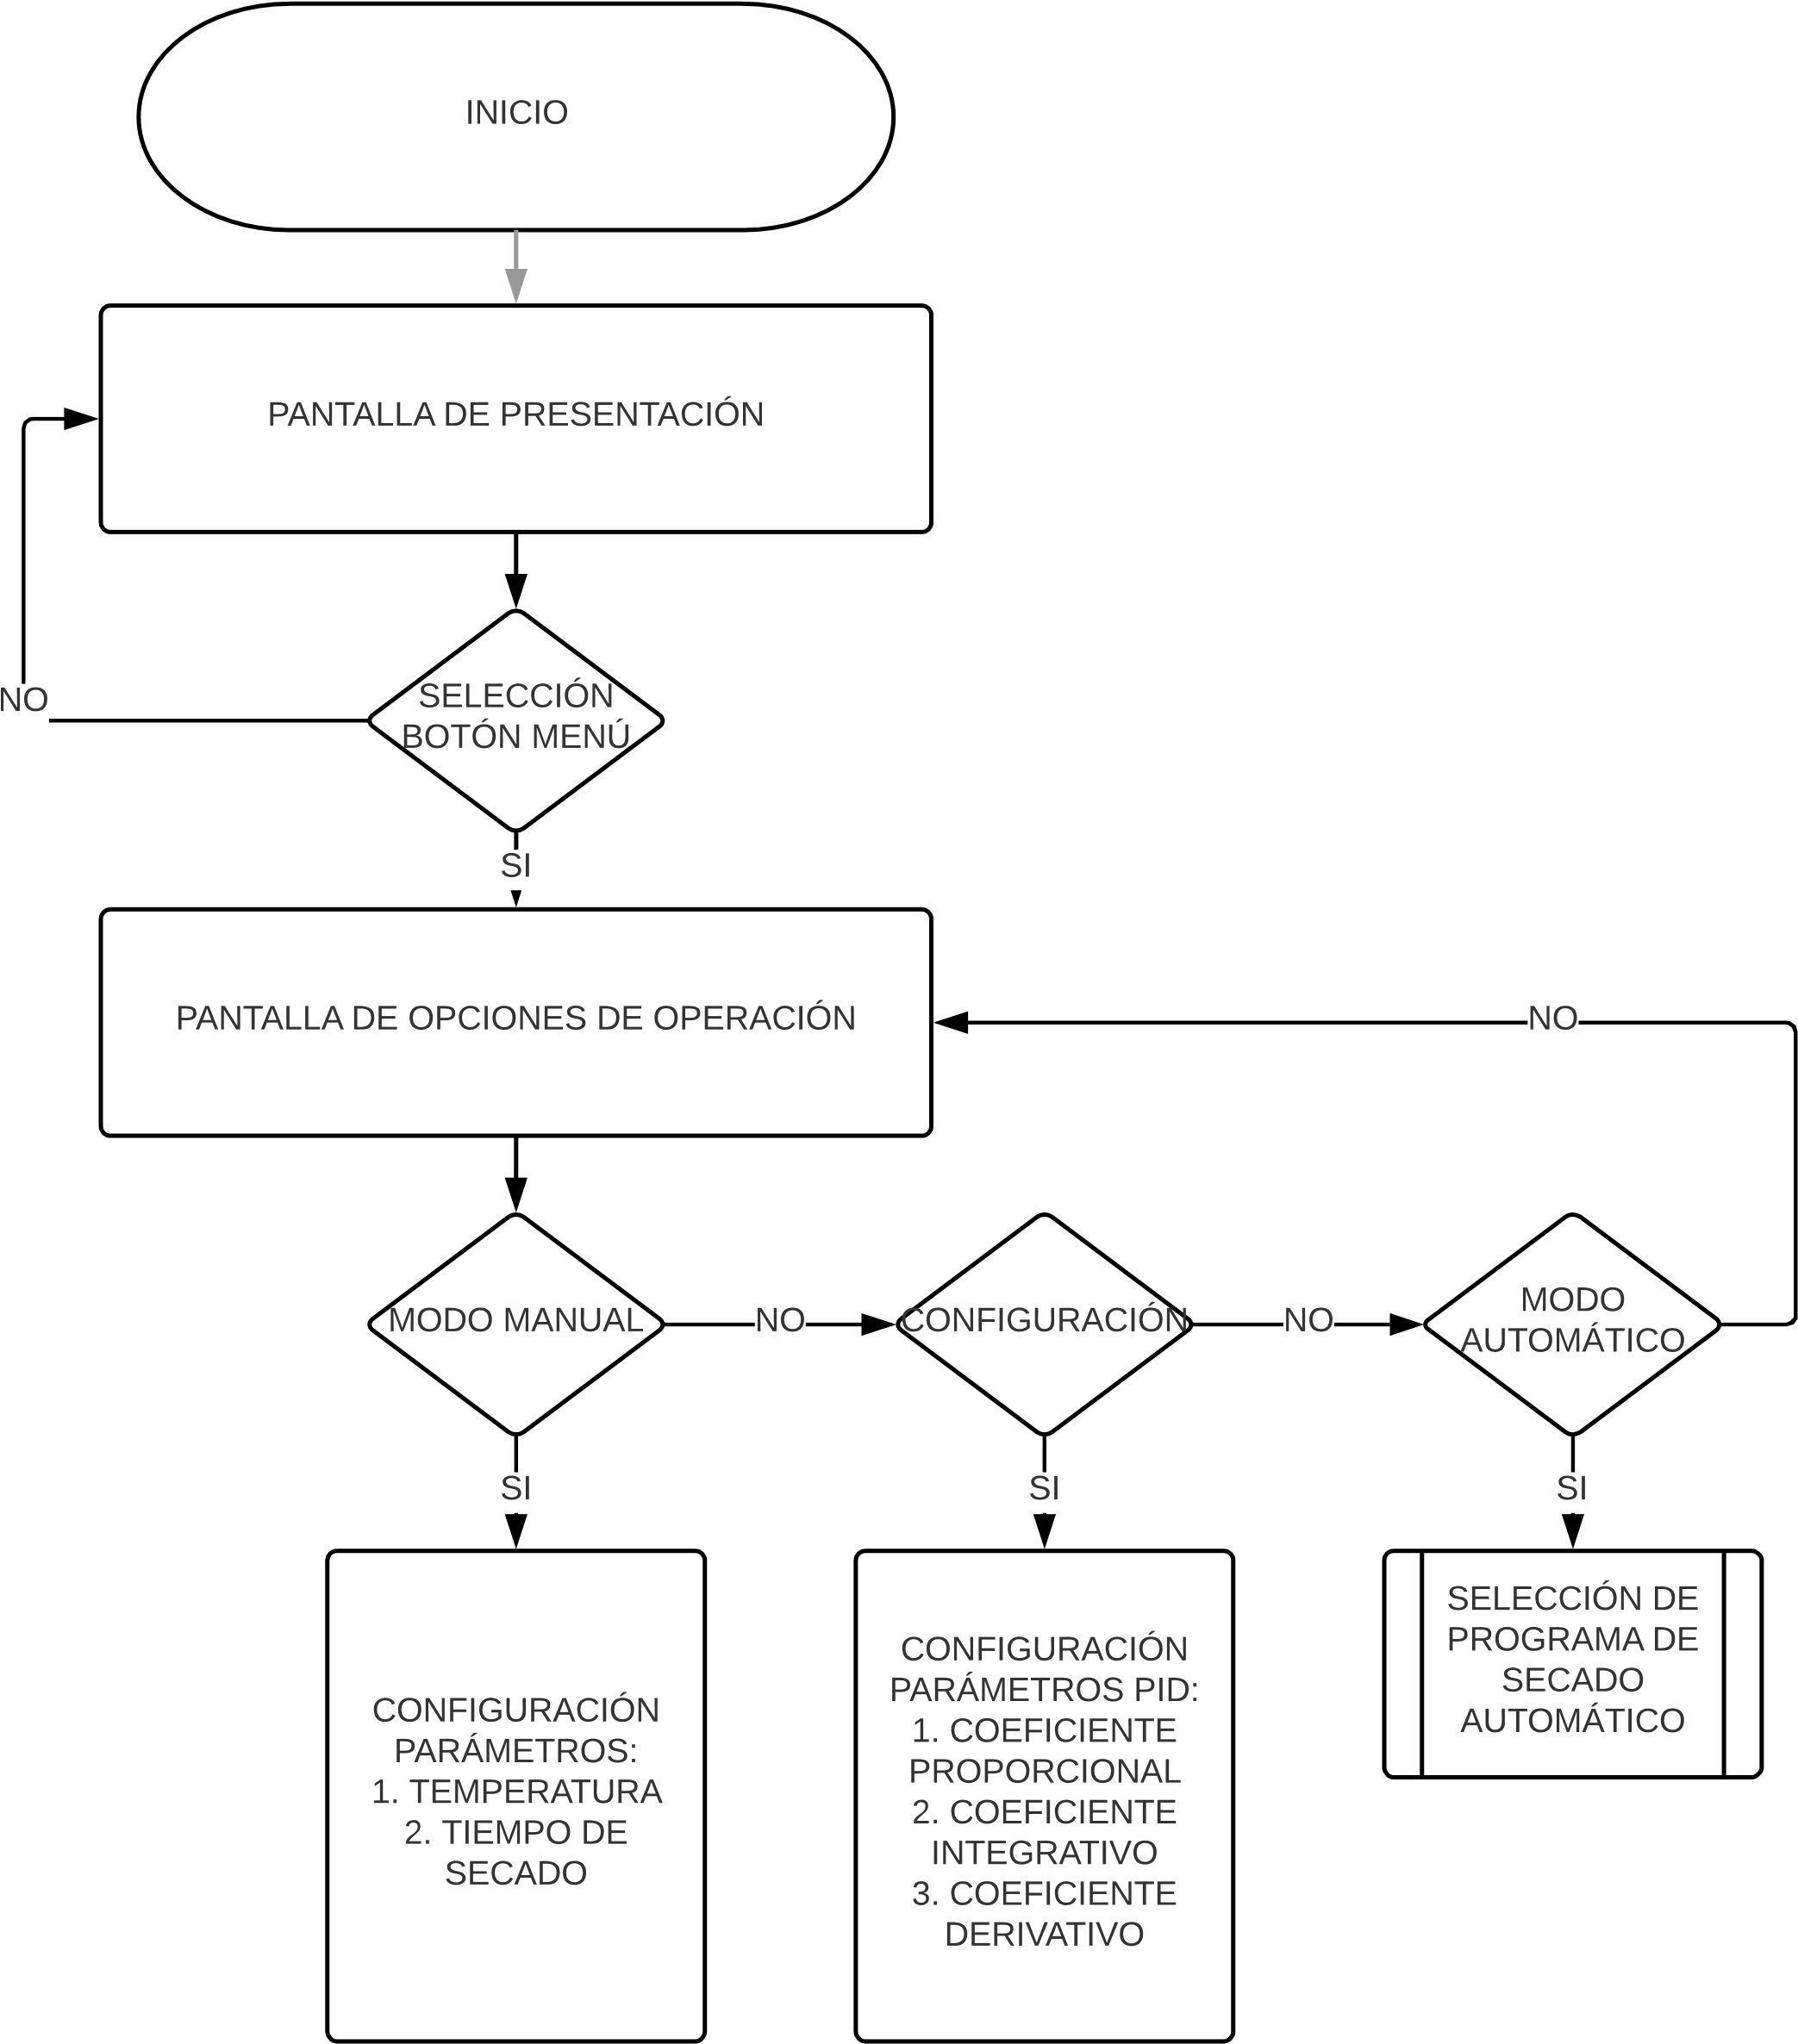 INICIO
PANTALLA DE PRESENTACIÓN
SELECCIÓN
BOTÓN MENÚ
NO
SI
PANTALLA DE OPCIONES DE OPERACIÓN
NO
MODO MANUAL
NO
CONFIGURACIÓN
NO
MODO
AUTOMÁTICO
SI
SI
SI
CONFIGURACIÓN
PARÁMETROS:
1. TEMPERATURA
2. TIEMPO DE
SECADO
CONFIGURACIÓN
PARÁMETROS PID:
1. COEFICIENTE
PROPORCIONAL
2. COEFICIENTE
INTEGRATIVO
3. COEFICIENTE
DERIVATIVO
SELECCIÓN DE
PROGRAMA DE
SECADO
AUTOMÁTICO